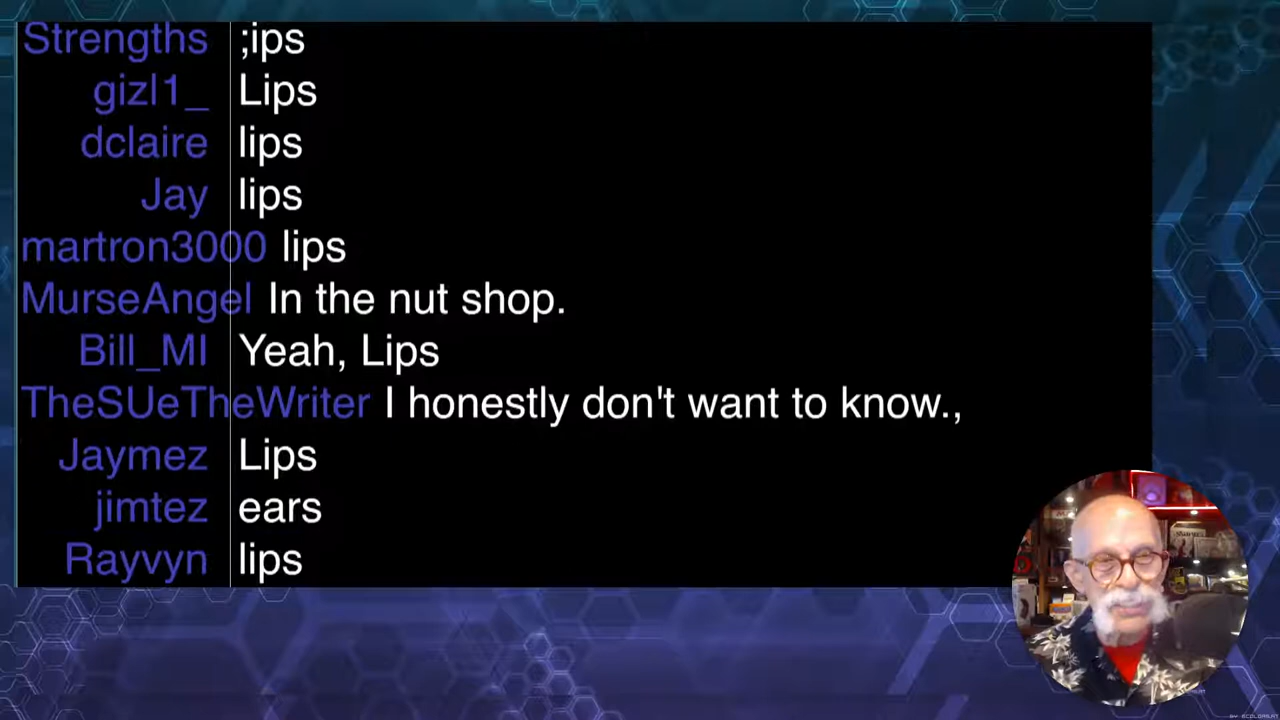 Strengths ;ips
gizl1_ Lips
dclaire lips
Jay lips
martron3000 lips
MurseAngel In the nut shop.
Bill_MI Yeah, Lips
TheSUeTheWriter I honestly don't want to know.,
Jaymez Lips
jimtez ears
Rayvyn lips